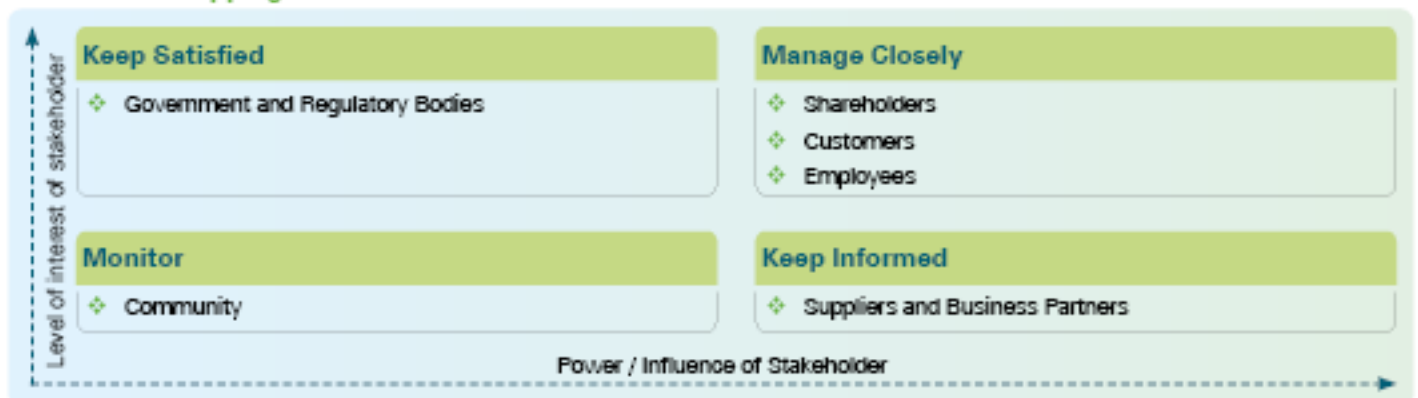 Keep Satisfied
Government and Regulatory Bodies
Manage Closely
Shareholders
Customers
Employees
Monitor
Community
Keep Informed
Suppliers and Business Partners
Level of interest of stakeholder
Power / Influence of Stakeholder